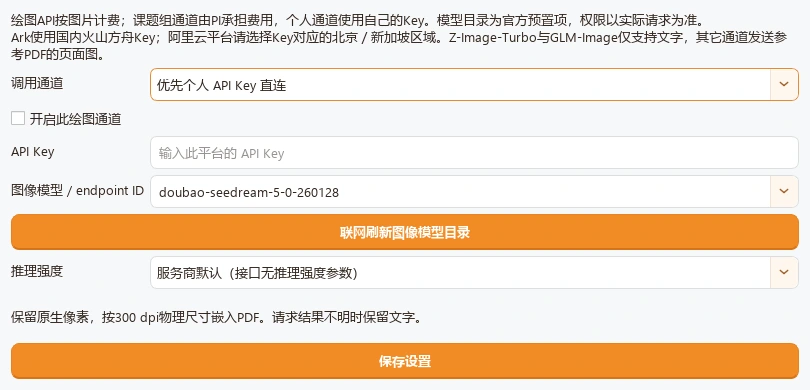 绘图API按图片计费；课题组通道由PI承担费用，个人通道使用自己的Key。模型目录为官方预置项，权限以实际请求为准。
Ark使用国内火山方舟Key；阿里云平台请选择Key对应的北京 / 新加坡区域。Z-Image-Turbo与GLM-Image仅支持文字，其它通道发送参
考PDF的页面图。
调用通道
优先个人 API Key 直连
开启此绘图通道
API Key
输入此平台的 API Key
图像模型 / endpoint ID
doubao-seedream-5-0-260128
联网刷新图像模型目录
推理强度
服务商默认（接口无推理强度参数）
保留原生像素，按300 dpi物理尺寸嵌入PDF。请求结果不明时保留文字。
保存设置